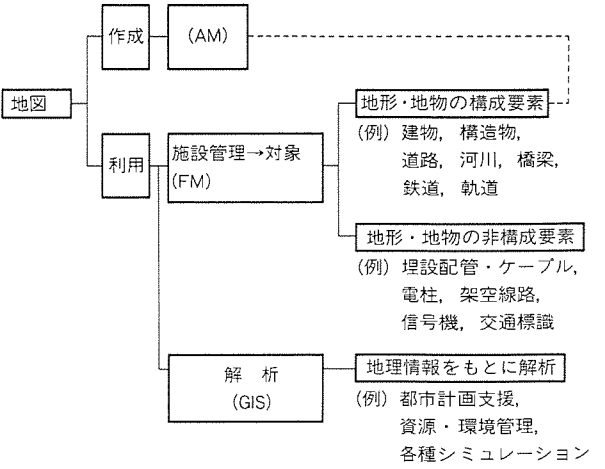 地図
作成
(AM)
利用
施設管理→対象
(FM)
地形・地物の構成要素
(例) 建物, 構造物,
道路, 河川, 橋梁,
鉄道, 軌道
地形・地物の非構成要素
(例) 埋設配管・ケーブル,
電柱, 架空線路,
信号機, 交通標識
解 析
(GIS)
地理情報をもとに解析
(例) 都市計画支援,
資源・環境管理,
各種シミュレーション